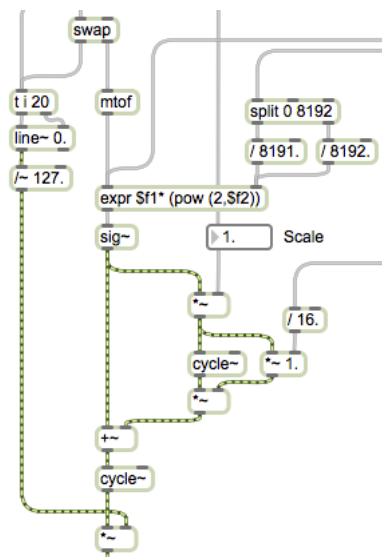 swap
t i 20
mtof
split 0 8192
line~ 0.
/ 8191.
/ 8192.
/~ 127.
expr $f1* (pow (2,$f2))
sig~
1.
Scale
*~
/ 16.
cycle~
*~ 1.
*~
+~
cycle~
*~